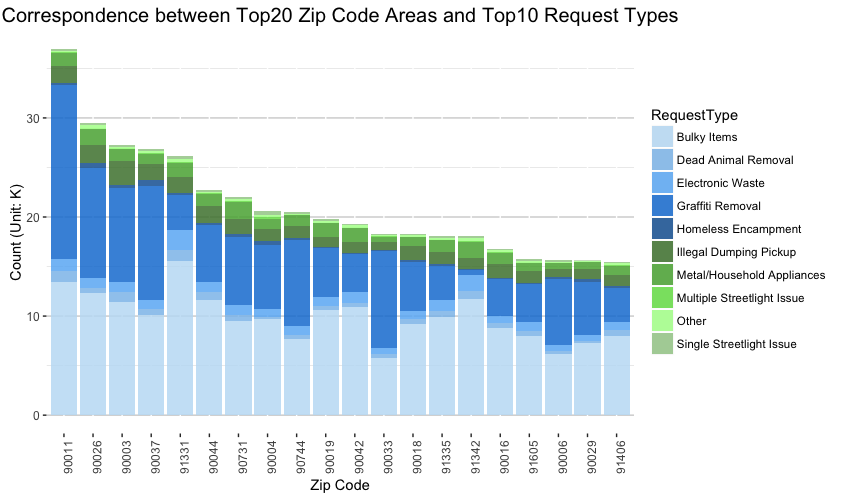 Correspondence between Top20 Zip Code Areas and Top10 Request Types
Count (Unit: K)
30
20
10
0
90011
90026
90003
90037
91331
90044
90731
90004
90744
90019
90042
90033
90018
91335
91342
90016
91605
90006
90029
91406
Zip Code
RequestType
Bulky Items
Dead Animal Removal
Electronic Waste
Graffiti Removal
Homeless Encampment
Illegal Dumping Pickup
Metal/Household Appliances
Multiple Streetlight Issue
Other
Single Streetlight Issue